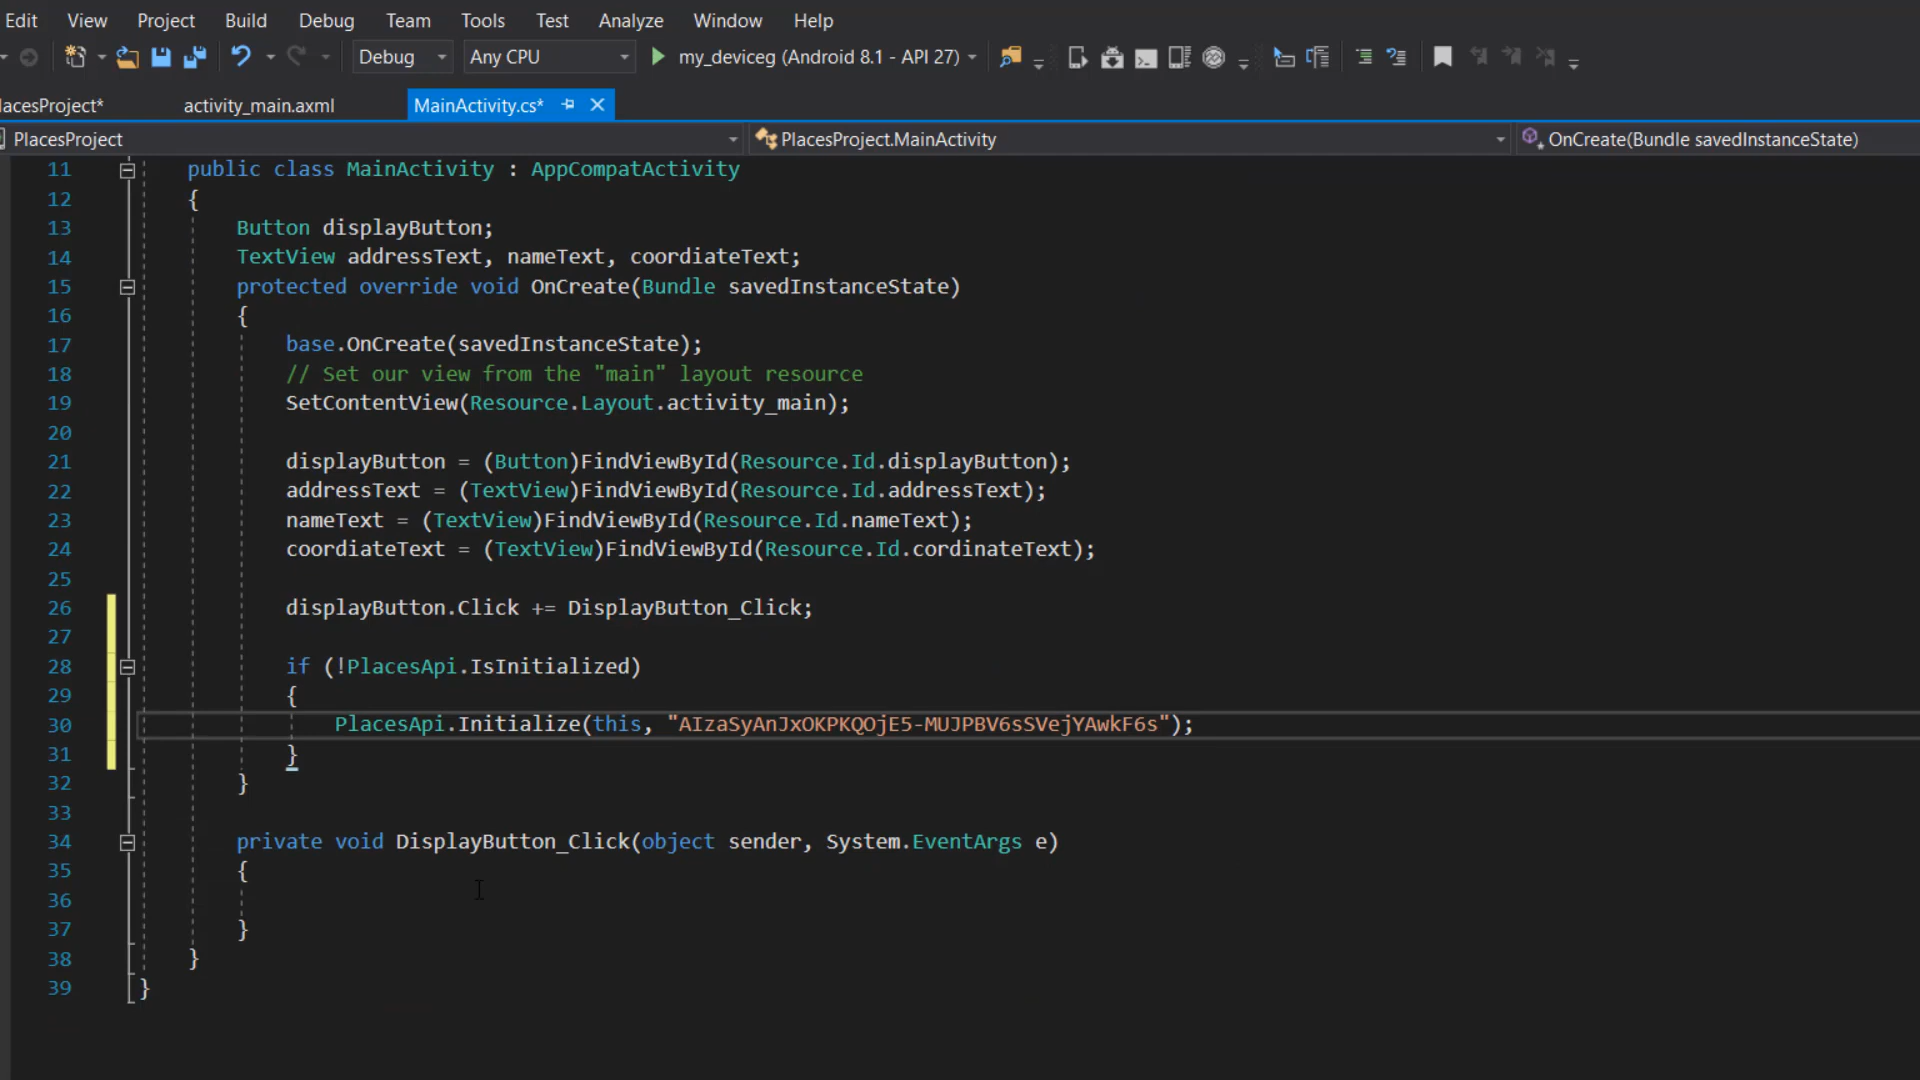 Edit View Project Build Debug Team Tools Test Analyze Window Help
Debug Any CPU my_deviceg (Android 8.1 - API 27)
lacesProject* activity_main.axml MainActivity.cs*
PlacesProject PlacesProject.MainActivity OnCreate(Bundle savedInstanceState)
11 public class MainActivity : AppCompatActivity
12 {
13 Button displayButton;
14 TextView addressText, nameText, coordiateText;
15 protected override void OnCreate(Bundle savedInstanceState)
16 {
17 base.OnCreate(savedInstanceState);
18 // Set our view from the "main" layout resource
19 SetContentView(Resource.Layout.activity_main);
20
21 displayButton = (Button)FindViewById(Resource.Id.displayButton);
22 addressText = (TextView)FindViewById(Resource.Id.addressText);
23 nameText = (TextView)FindViewById(Resource.Id.nameText);
24 coordiateText = (TextView)FindViewById(Resource.Id.cordinateText);
25
26 displayButton.Click += DisplayButton_Click;
27
28 if (!PlacesApi.IsInitialized)
29 {
30 PlacesApi.Initialize(this, "AIzaSyAnJxOKPKQOjE5-MUJPBV6sSVejYAwkF6s");
31 }
32 }
33
34 private void DisplayButton_Click(object sender, System.EventArgs e)
35 {
36
37 }
38 }
39 }